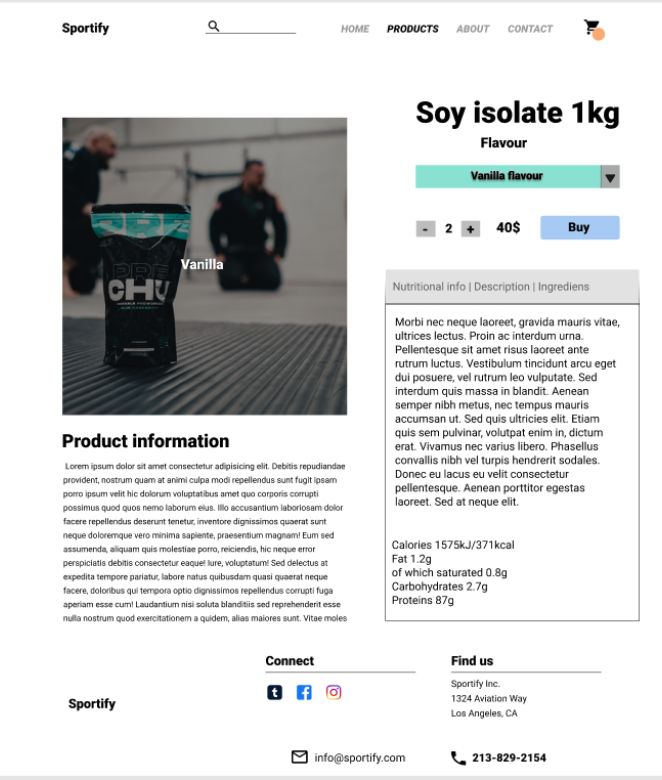 Sportify
HOME PRODUCTS ABOUT CONTACT
Soy isolate 1kg
Flavour
Vanilla flavour
- 2 + 40$ Buy
Vanilla
PRE
CHU
Nutritional info | Description | Ingrediens
Morbi nec neque laoreet, gravida mauris vitae,
ultrices lectus. Proin ac interdum urna.
Pellentesque sit amet risus laoreet ante
rutrum luctus. Vestibulum tincidunt arcu eget
dui posuere, vel rutrum leo vulputate. Sed
interdum quis massa in blandit. Aenean
semper nibh metus, nec tempus mauris
accumsan ut. Sed quis ultricies elit. Etiam
quis sem pulvinar, volutpat enim in, dictum
erat. Vivamus nec varius libero. Phasellus
convallis nibh vel turpis hendrerit sodales.
Donec eu lacus eu velit consectetur
pellentesque. Aenean porttitor egestas
laoreet. Sed at neque elit.
Calories 1575kJ/371kcal
Fat 1.2g
of which saturated 0.8g
Carbohydrates 2.7g
Proteins 87g
Product information
Lorem ipsum dolor sit amet consectetur adipisicing elit. Debitis repudiandae
provident, nostrum quam at animi culpa modi repellendus sunt fugit ipsam
porro ipsum velit hic dolorum voluptatibus amet quo corporis corrupti
possimus quod quos nemo laborum eius. Illo accusantium laboriosam dolor
facere repellendus deserunt tenetur, inventore dignissimos quaerat sunt
neque doloremque vero minima sapiente, praesentium magnam! Eum sed
assumenda, aliquam quis molestiae porro, reiciendis, hic neque error
perspiciatis debitis consectetur eaque! Iure, voluptatum! Sed delectus at
expedita tempore pariatur, labore natus quibusdam quasi quaerat neque
facere, doloribus qui tempora optio dignissimos repellendus corrupti fuga
aperiam esse cum! Laudantium nisi soluta blanditiis sed reprehenderit esse
nulla nostrum quod exercitationem a quidem, alias maiores sunt. Vitae moles
Connect
Find us
Sportify Inc.
1324 Aviation Way
Los Angeles, CA
Sportify
info@sportify.com
213-829-2154